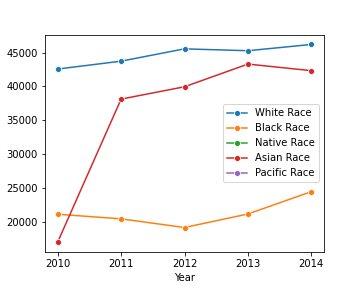 45000
40000
35000
30000
25000
20000
White Race
Black Race
Native Race
Asian Race
Pacific Race
2010 2011 2012 2013 2014
Year